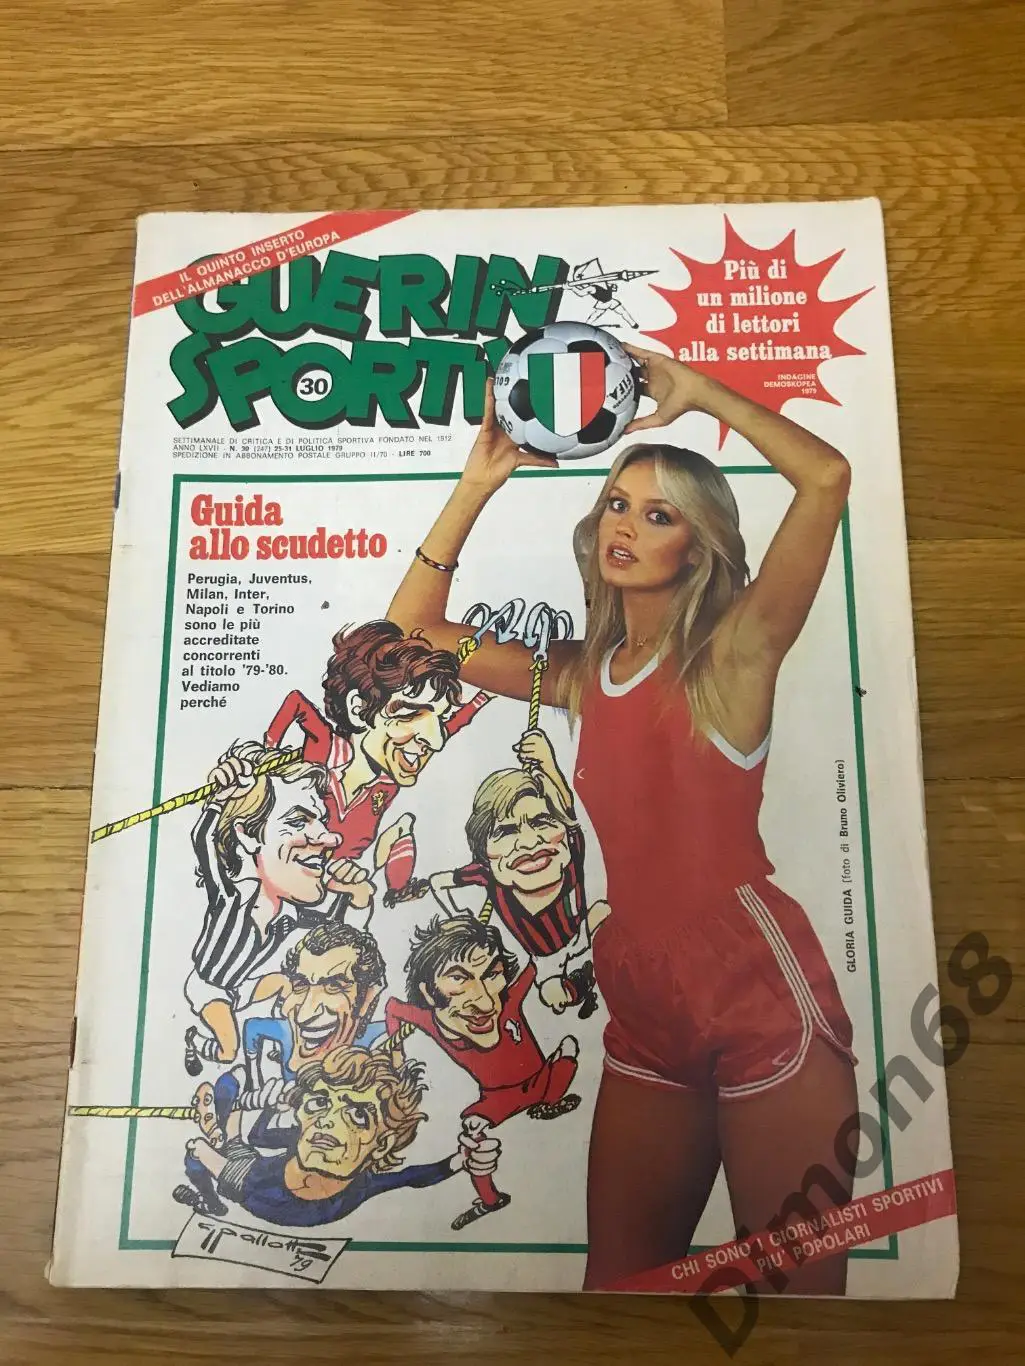 IL QUINTO INSERTO
DELL'ALMANACCO D'EUROPA
GUERIN
SPORTIVO
30
Più di
un milione
di lettori
alla settimana
INDAGINE
DEMOSKOPEA
1979
FIFA
SETTIMANALE DI CRITICA E DI POLITICA SPORTIVA FONDATO NEL 1912
ANNO LXVII - N. 30 (247) 25-31 LUGLIO 1979
SPEDIZIONE IN ABBONAMENTO POSTALE GRUPPO II/70 - LIRE 700
Guida
allo scudetto
Perugia, Juventus,
Milan, Inter,
Napoli e Torino
sono le più
accreditate
concorrenti
al titolo '79-'80.
Vediamo
perché
GLORIA GUIDA (foto di Bruno Oliviero)
79
CHI SONO I GIORNALISTI SPORTIVI
PIU' POPOLARI
Dimon68